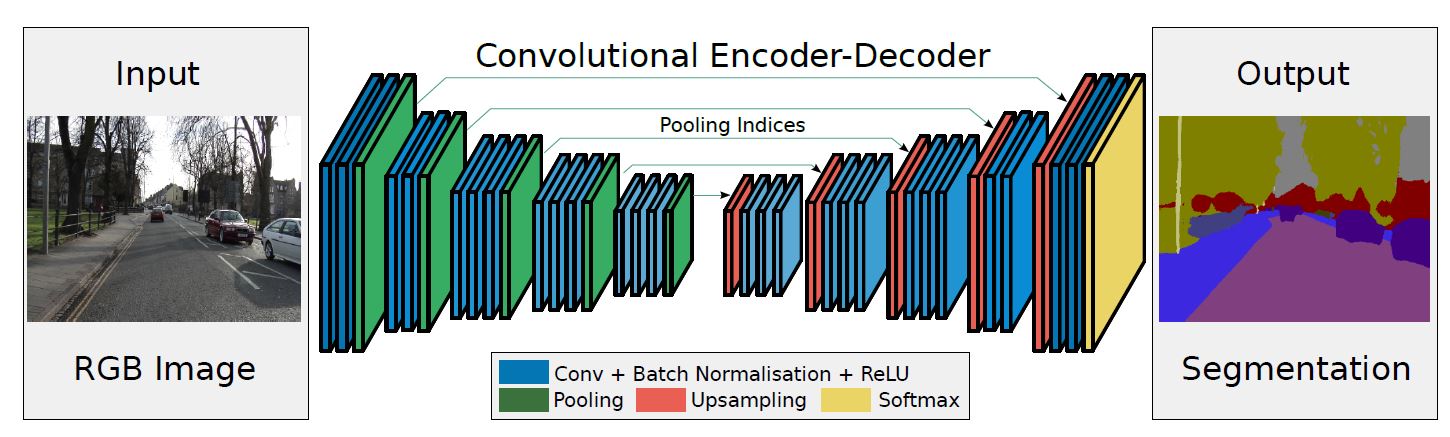 Input
RGB Image
Convolutional Encoder-Decoder
Pooling Indices
Conv + Batch Normalisation + ReLU
Pooling Upsampling Softmax
Output
Segmentation